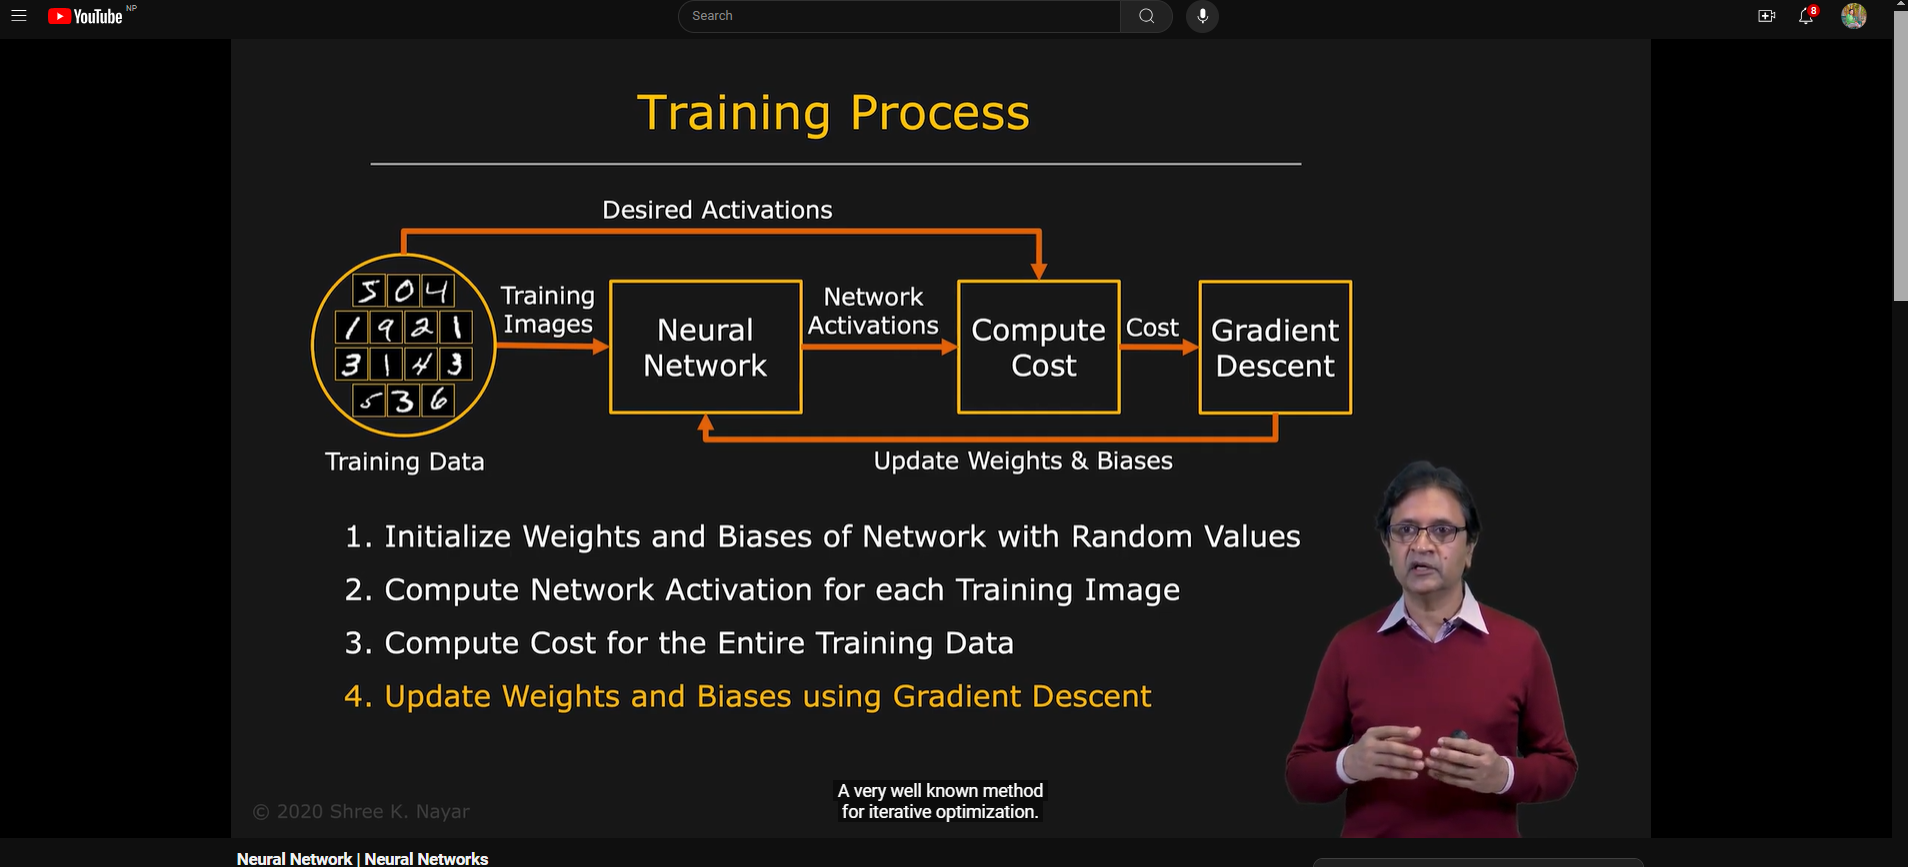 YouTube NP
Search
8
Training Process
Desired Activations
5 0 4
1 9 2 1
3 1 4 3
5 3 6
Training Data
Training
Images
Neural
Network
Network
Activations
Compute
Cost
Cost
Gradient
Descent
Update Weights & Biases
1. Initialize Weights and Biases of Network with Random Values
2. Compute Network Activation for each Training Image
3. Compute Cost for the Entire Training Data
4. Update Weights and Biases using Gradient Descent
A very well known method
for iterative optimization.
© 2020 Shree K. Nayar
Neural Network | Neural Networks